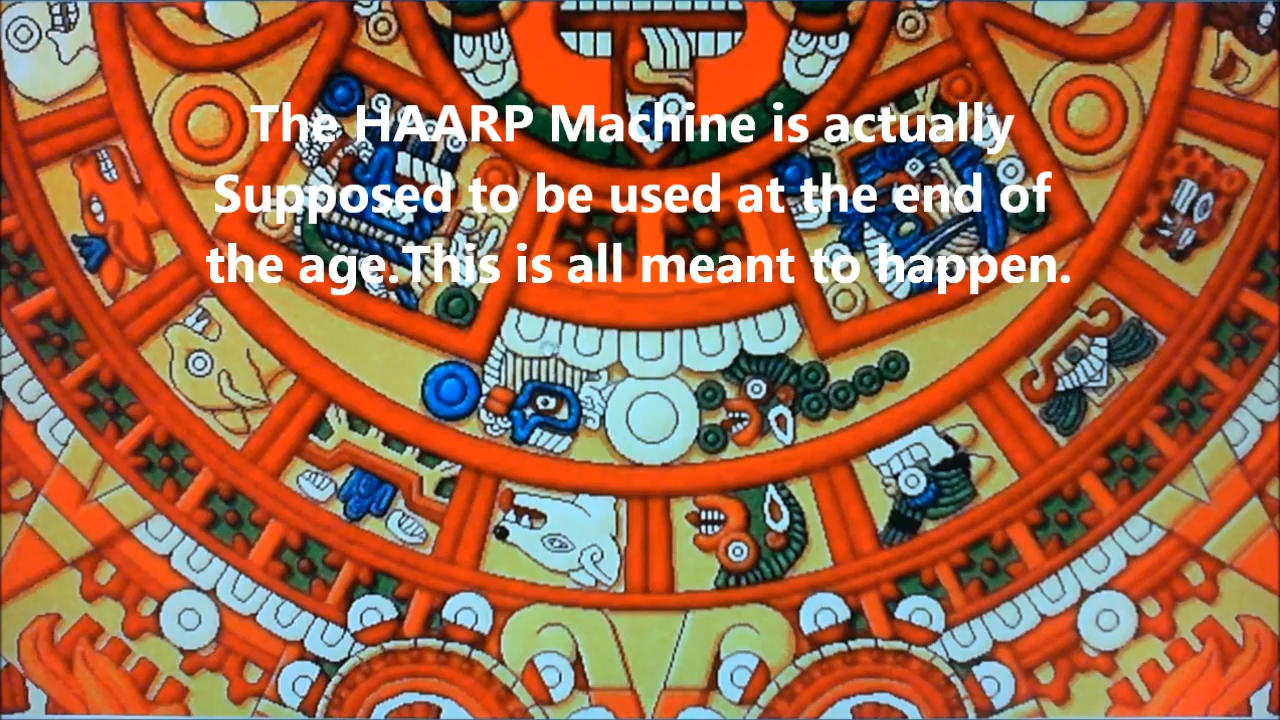 The HAARP Machine is actually
Supposed to be used at the end of
the age.This is all meant to happen.